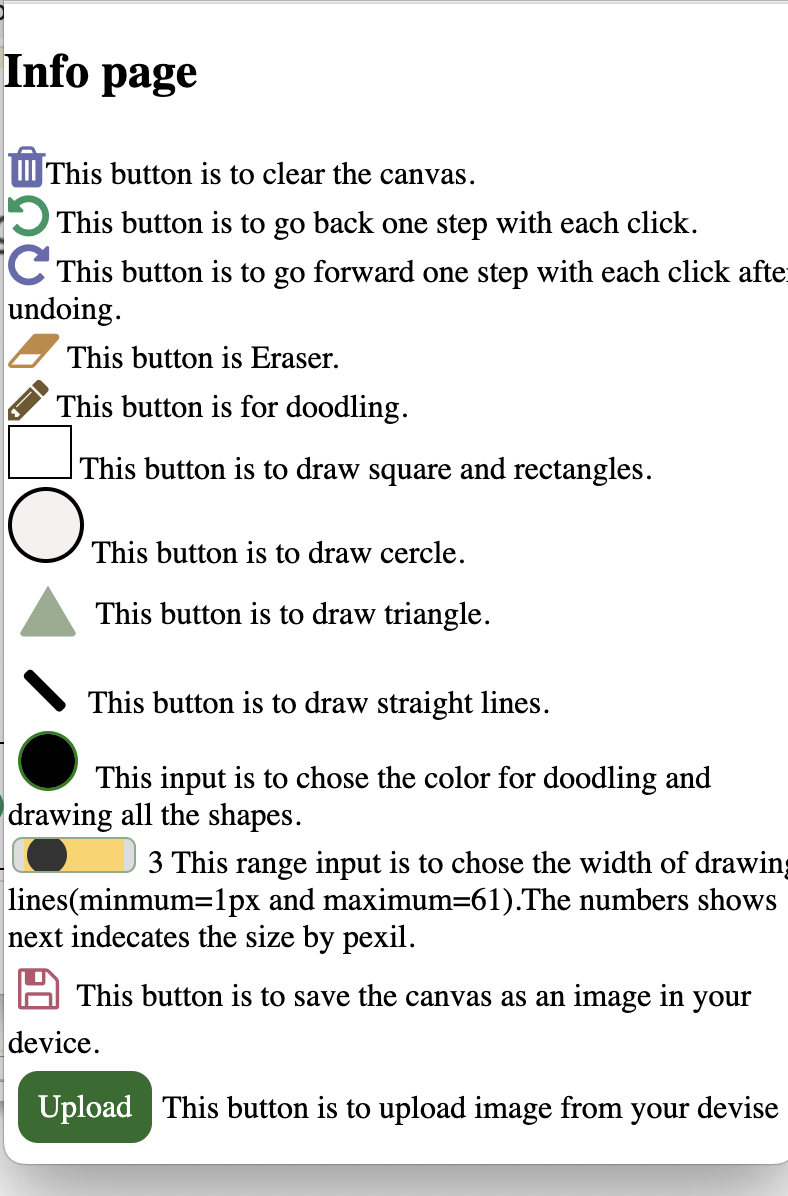 Info page
This button is to clear the canvas.
This button is to go back one step with each click.
This button is to go forward one step with each click after
undoing.
This button is Eraser.
This button is for doodling.
This button is to draw square and rectangles.
This button is to draw cercle.
This button is to draw triangle.
This button is to draw straight lines.
This input is to chose the color for doodling and
drawing all the shapes.
3 This range input is to chose the width of drawing
lines(minmum=1px and maximum=61).The numbers shows
next indecates the size by pexil.
This button is to save the canvas as an image in your
device.
Upload This button is to upload image from your devise